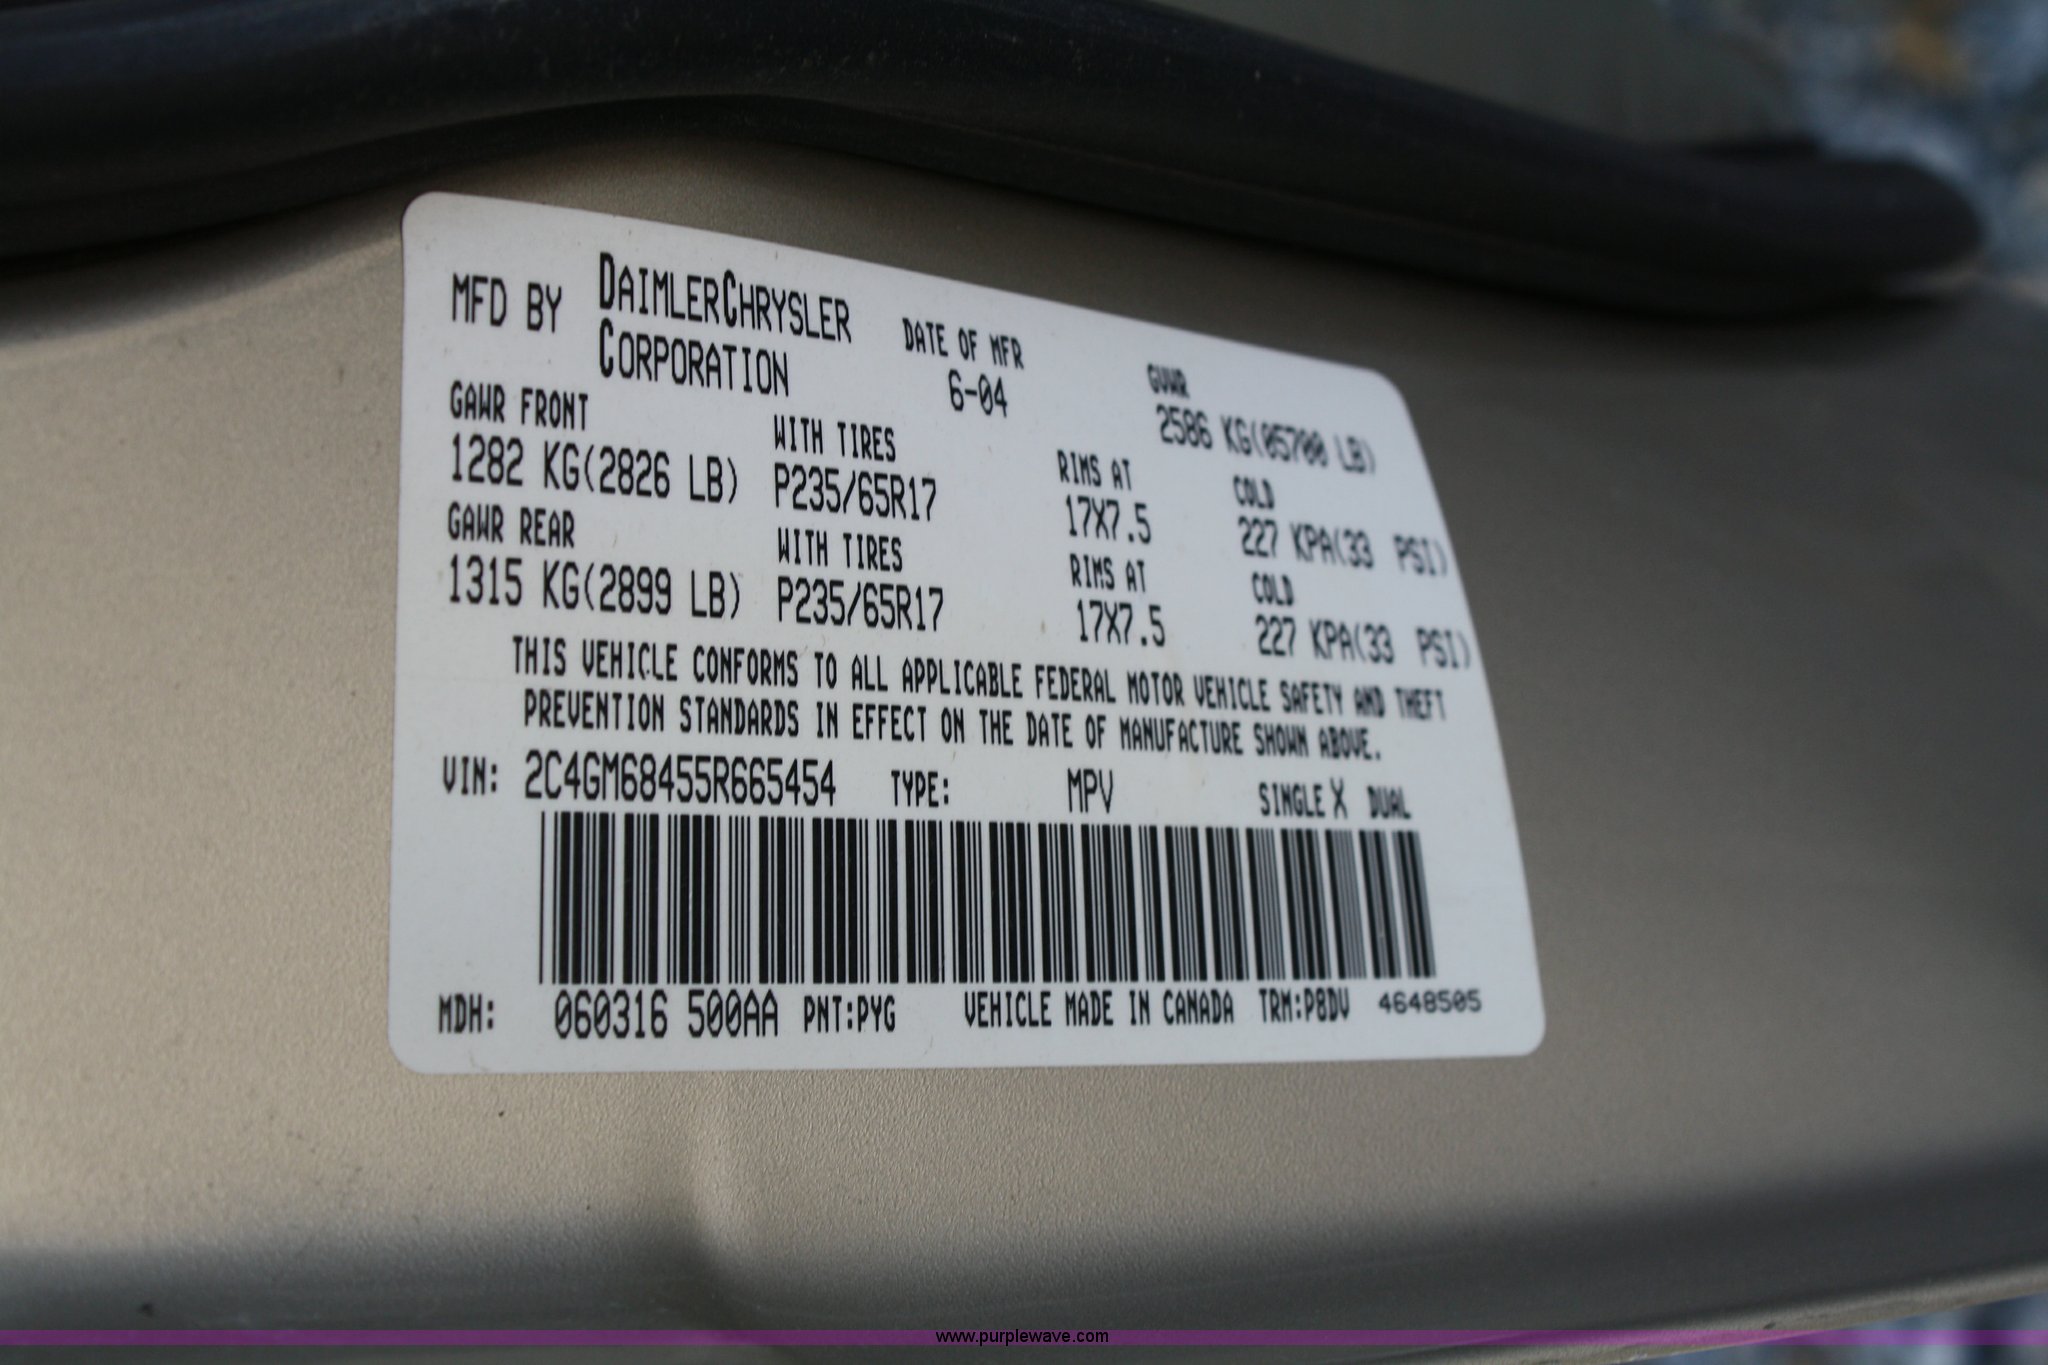 MFD BY DAIMLERCHRYSLER CORPORATION
DATE OF MFR
6-04
GVWR
2586 KG(05700 LB)
GAWR FRONT WITH TIRES RIMS AT COLD
1282 KG(2826 LB) P235/65R17 17X7.5 227 KPA(33 PSI)
GAWR REAR WITH TIRES RIMS AT COLD
1315 KG(2899 LB) P235/65R17 17X7.5 227 KPA(33 PSI)
THIS VEHICLE CONFORMS TO ALL APPLICABLE FEDERAL MOTOR VEHICLE SAFETY AND THEFT
PREVENTION STANDARDS IN EFFECT ON THE DATE OF MANUFACTURE SHOWN ABOVE.
VIN: 2C4GM68455R665454 TYPE: MPV SINGLE X DUAL
MDH: 060316 500AA PNT:PYG VEHICLE MADE IN CANADA TRM:P8DV 4648505
www.purplewave.com